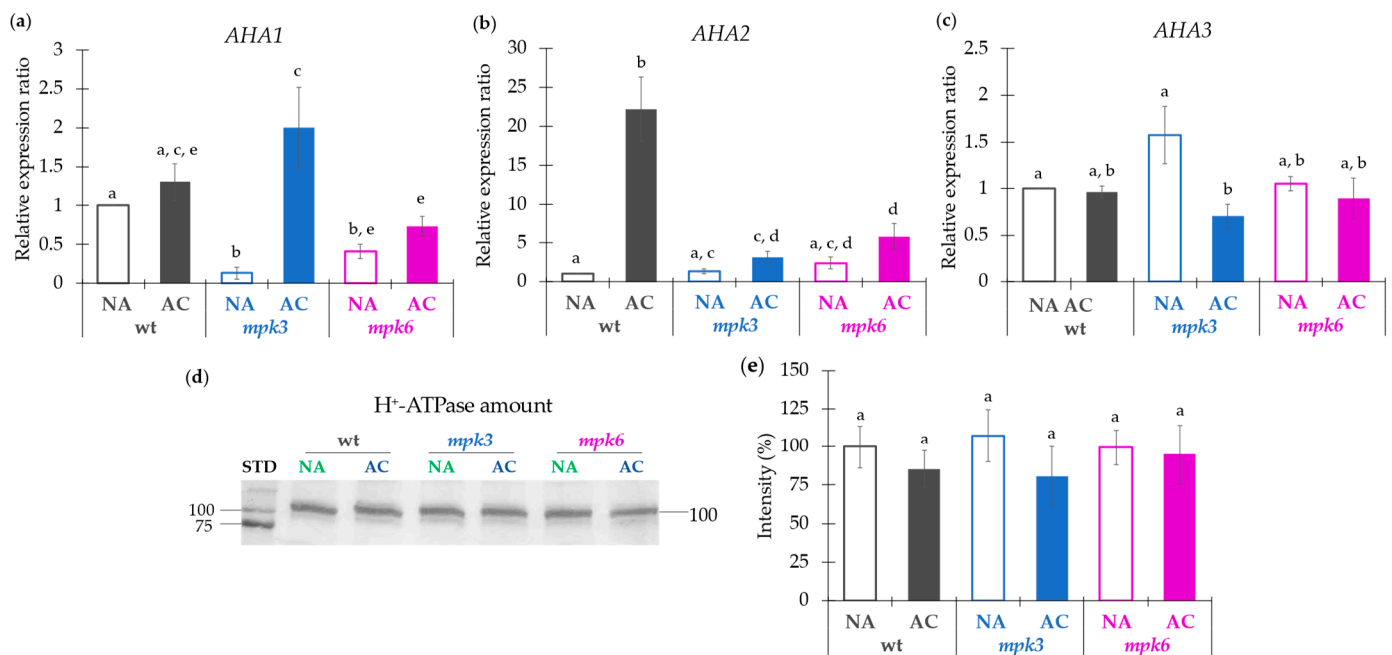 (a)
AHA1
Relative expression ratio
3
2.5
2
1.5
1
0.5
0
a
a, c, e
b
c
b, e
e
NA AC NA AC NA AC
wt mpk3 mpk6
(b)
AHA2
Relative expression ratio
30
25
20
15
10
5
0
a
b
a, c
c, d
a, c, d
d
NA AC NA AC NA AC
wt mpk3 mpk6
(c)
AHA3
Relative expression ratio
2.5
2
1.5
1
0.5
0
a
a, b
a
b
a, b
a, b
NA AC NA AC NA AC
wt mpk3 mpk6
(d)
H⁺-ATPase amount
wt mpk3 mpk6
STD NA AC NA AC NA AC
100 100
75
(e)
Intensity (%)
150
125
100
75
50
25
0
a
a
a
a
a
a
NA AC NA AC NA AC
wt mpk3 mpk6